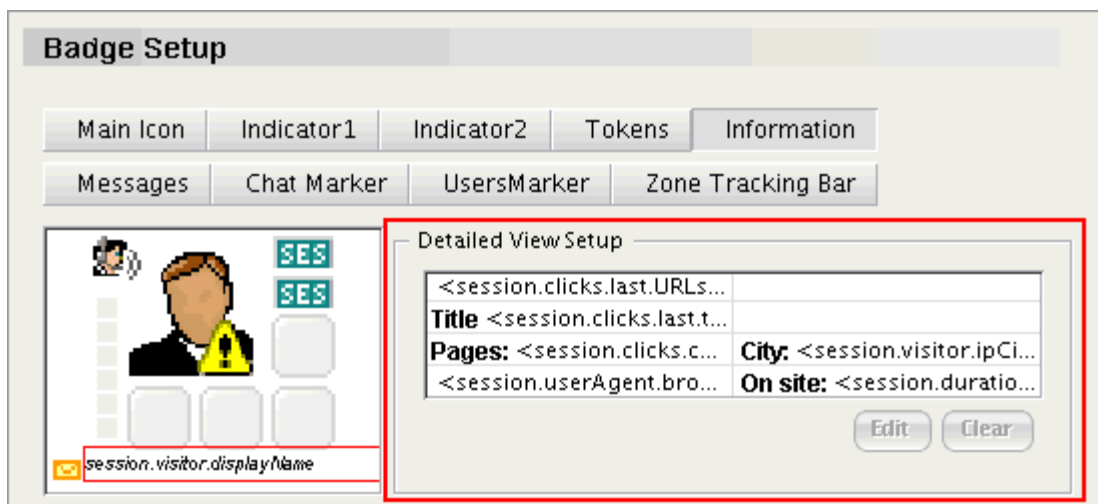 Badge Setup
Main Icon Indicator1 Indicator2 Tokens Information
Messages Chat Marker UsersMarker Zone Tracking Bar
SES
SES
session.visitor.displayName
Detailed View Setup
<session.clicks.last.URLs...
Title <session.clicks.last.t...
Pages: <session.clicks.c... City: <session.visitor.ipCi...
<session.userAgent.bro... On site: <session.duratio...
Edit Clear